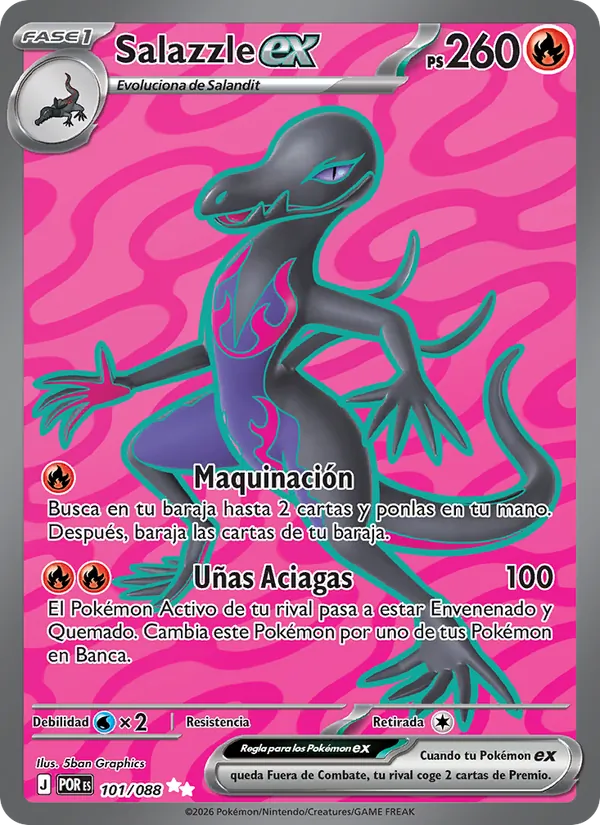 FASE 1
Salazzle ex
PS 260
Evoluciona de Salandit
Maquinación
Busca en tu baraja hasta 2 cartas y ponlas en tu mano.
Después, baraja las cartas de tu baraja.
Uñas Aciagas 100
El Pokémon Activo de tu rival pasa a estar Envenenado y
Quemado. Cambia este Pokémon por uno de tus Pokémon
en Banca.
Debilidad ×2 Resistencia Retirada
Ilus. 5ban Graphics
Regla para los Pokémon ex
Cuando tu Pokémon ex
queda Fuera de Combate, tu rival coge 2 cartas de Premio.
J POR ES 101/088
©2026 Pokémon/Nintendo/Creatures/GAME FREAK